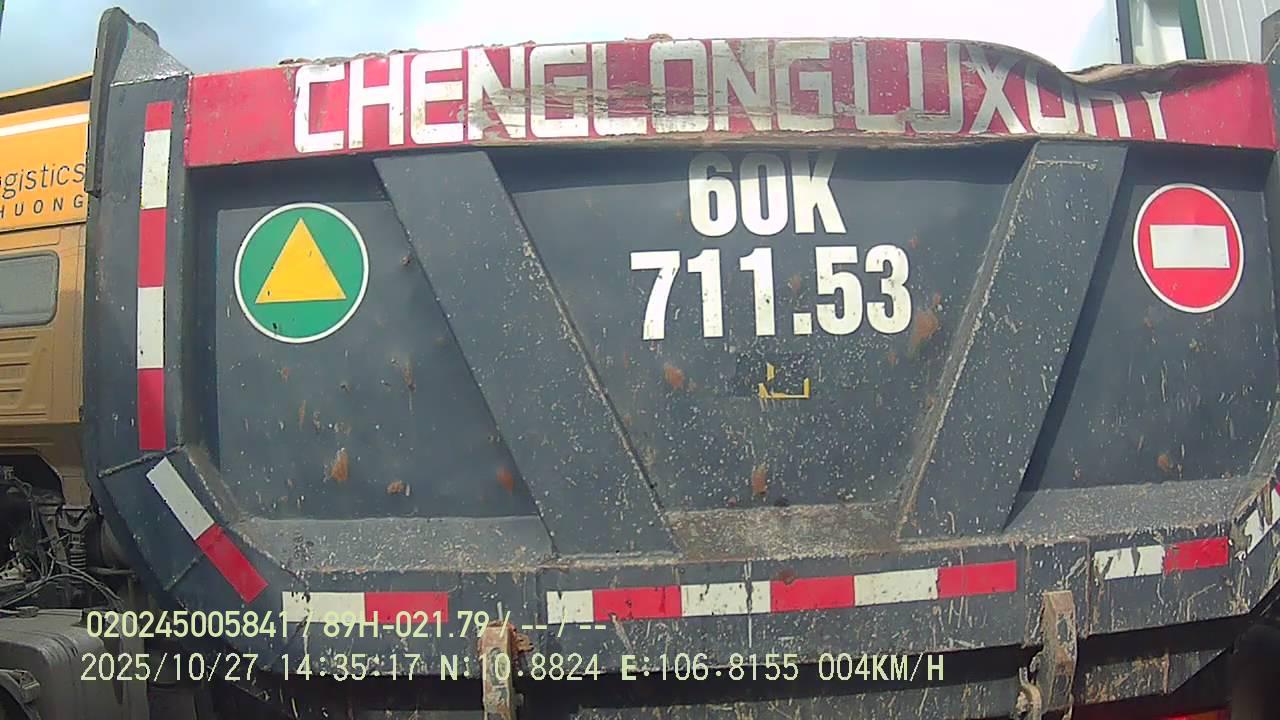 CHENGLONG LUXURY
gistics
HUONG
60K
711.53
020245005841 / 89H-021.79 / -- / --
2025/10/27 14:35:17 N:10.8824 E:106.8155 004KM/H